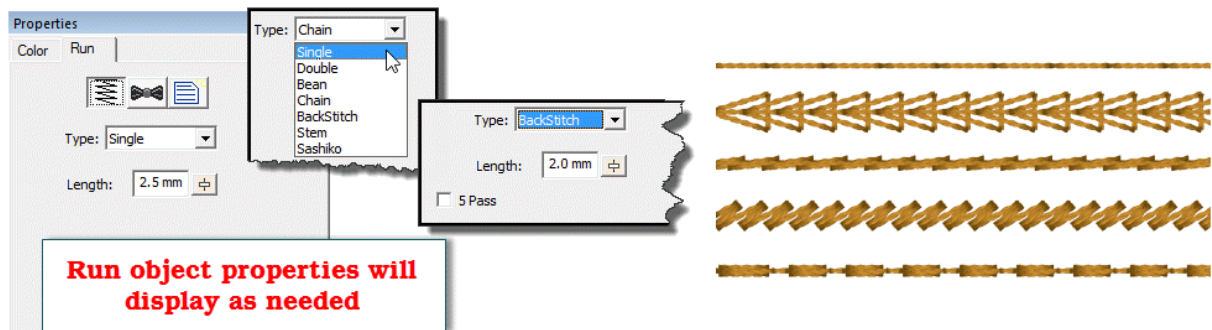 Properties
Color Run
Type: Single
Length: 2.5 mm
Type: Chain
Single
Double
Bean
Chain
BackStitch
Stem
Sashiko
Type: BackStitch
Length: 2.0 mm
5 Pass
Run object properties will
display as needed